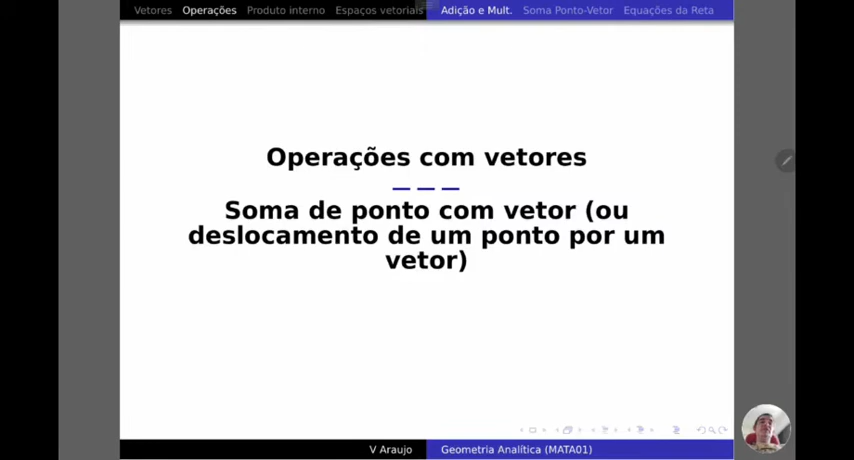 Vetores Operações Produto interno Espaços vetoriais Adição e Mult. Soma Ponto-Vetor Equações da Reta
Operações com vetores
Soma de ponto com vetor (ou
deslocamento de um ponto por um
vetor)
V Araujo Geometria Analítica (MATA01)